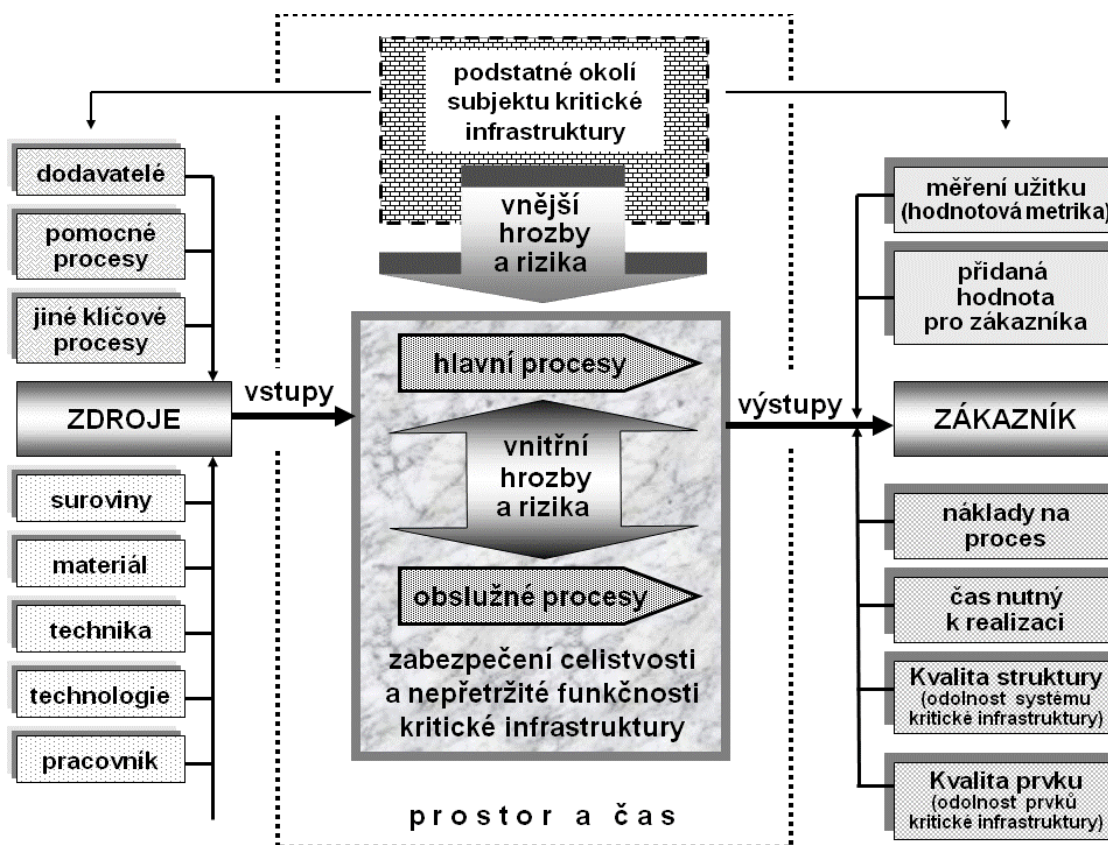 podstatné okolí
subjektu kritické
infrastruktury
vnější
hrozby
a rizika
dodavatelé
pomocné
procesy
jiné klíčové
procesy
ZDROJE
suroviny
materiál
technika
technologie
pracovník
vstupy
hlavní procesy
vnitřní
hrozby
a rizika
obslužné procesy
zabezpečení celistvosti
a nepřetržité funkčnosti
kritické infrastruktury
prostor a čas
výstupy
měření užitku
(hodnotová metrika)
přidaná
hodnota
pro zákazníka
ZÁKAZNÍK
náklady na
proces
čas nutný
k realizaci
Kvalita struktury
(odolnost systému
kritické infrastruktury)
Kvalita prvku
(odolnost prvků
kritické infrastruktury)